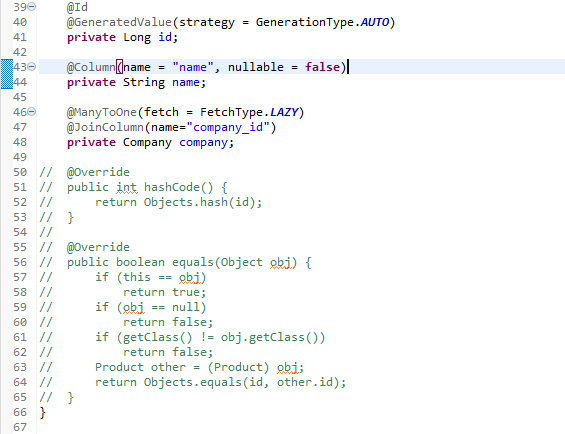 39 @Id
40 @GeneratedValue(strategy = GenerationType.AUTO)
41 private Long id;
42
43 @Column(name = "name", nullable = false)
44 private String name;
45
46 @ManyToOne(fetch = FetchType.LAZY)
47 @JoinColumn(name="company_id")
48 private Company company;
49
50 // @Override
51 // public int hashCode() {
52 // return Objects.hash(id);
53 // }
54 //
55 // @Override
56 // public boolean equals(Object obj) {
57 // if (this == obj)
58 // return true;
59 // if (obj == null)
60 // return false;
61 // if (getClass() != obj.getClass())
62 // return false;
63 // Product other = (Product) obj;
64 // return Objects.equals(id, other.id);
65 // }
66 }
67